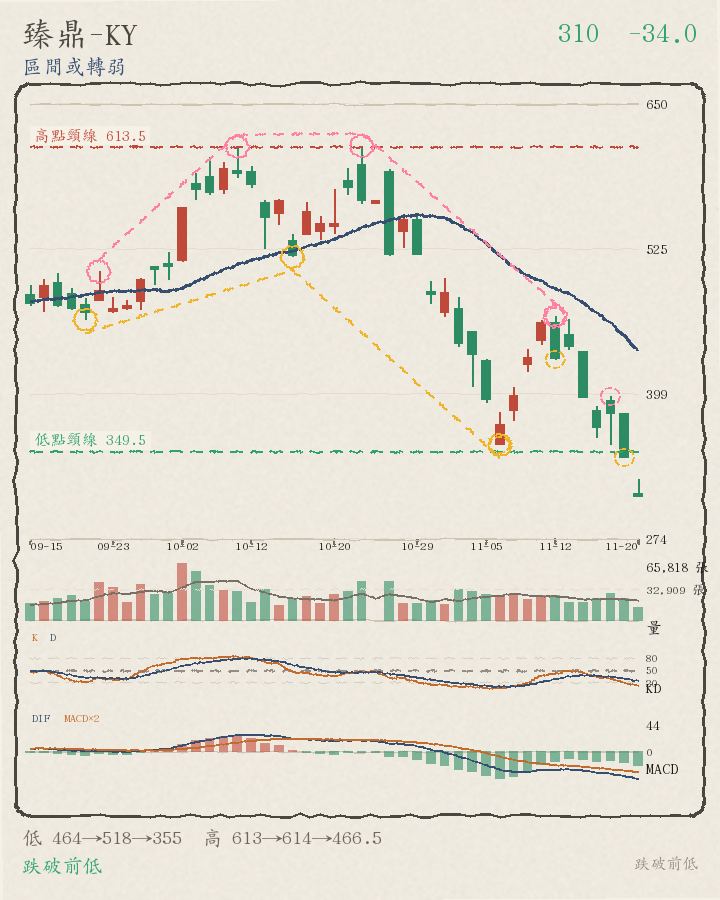 臻鼎-KY
310 -34.0
區間或轉弱
650
高點頸線 613.5
525
399
低點頸線 349.5
274
09-15 09-23 10-02 10-12 10-20 10-29 11-05 11-12 11-20
65,818 張
32,909 張
量
K D
80
50
20
KD
DIF MACD×2
44
0
MACD
低 464→518→355 高 613→614→466.5
跌破前低
跌破前低